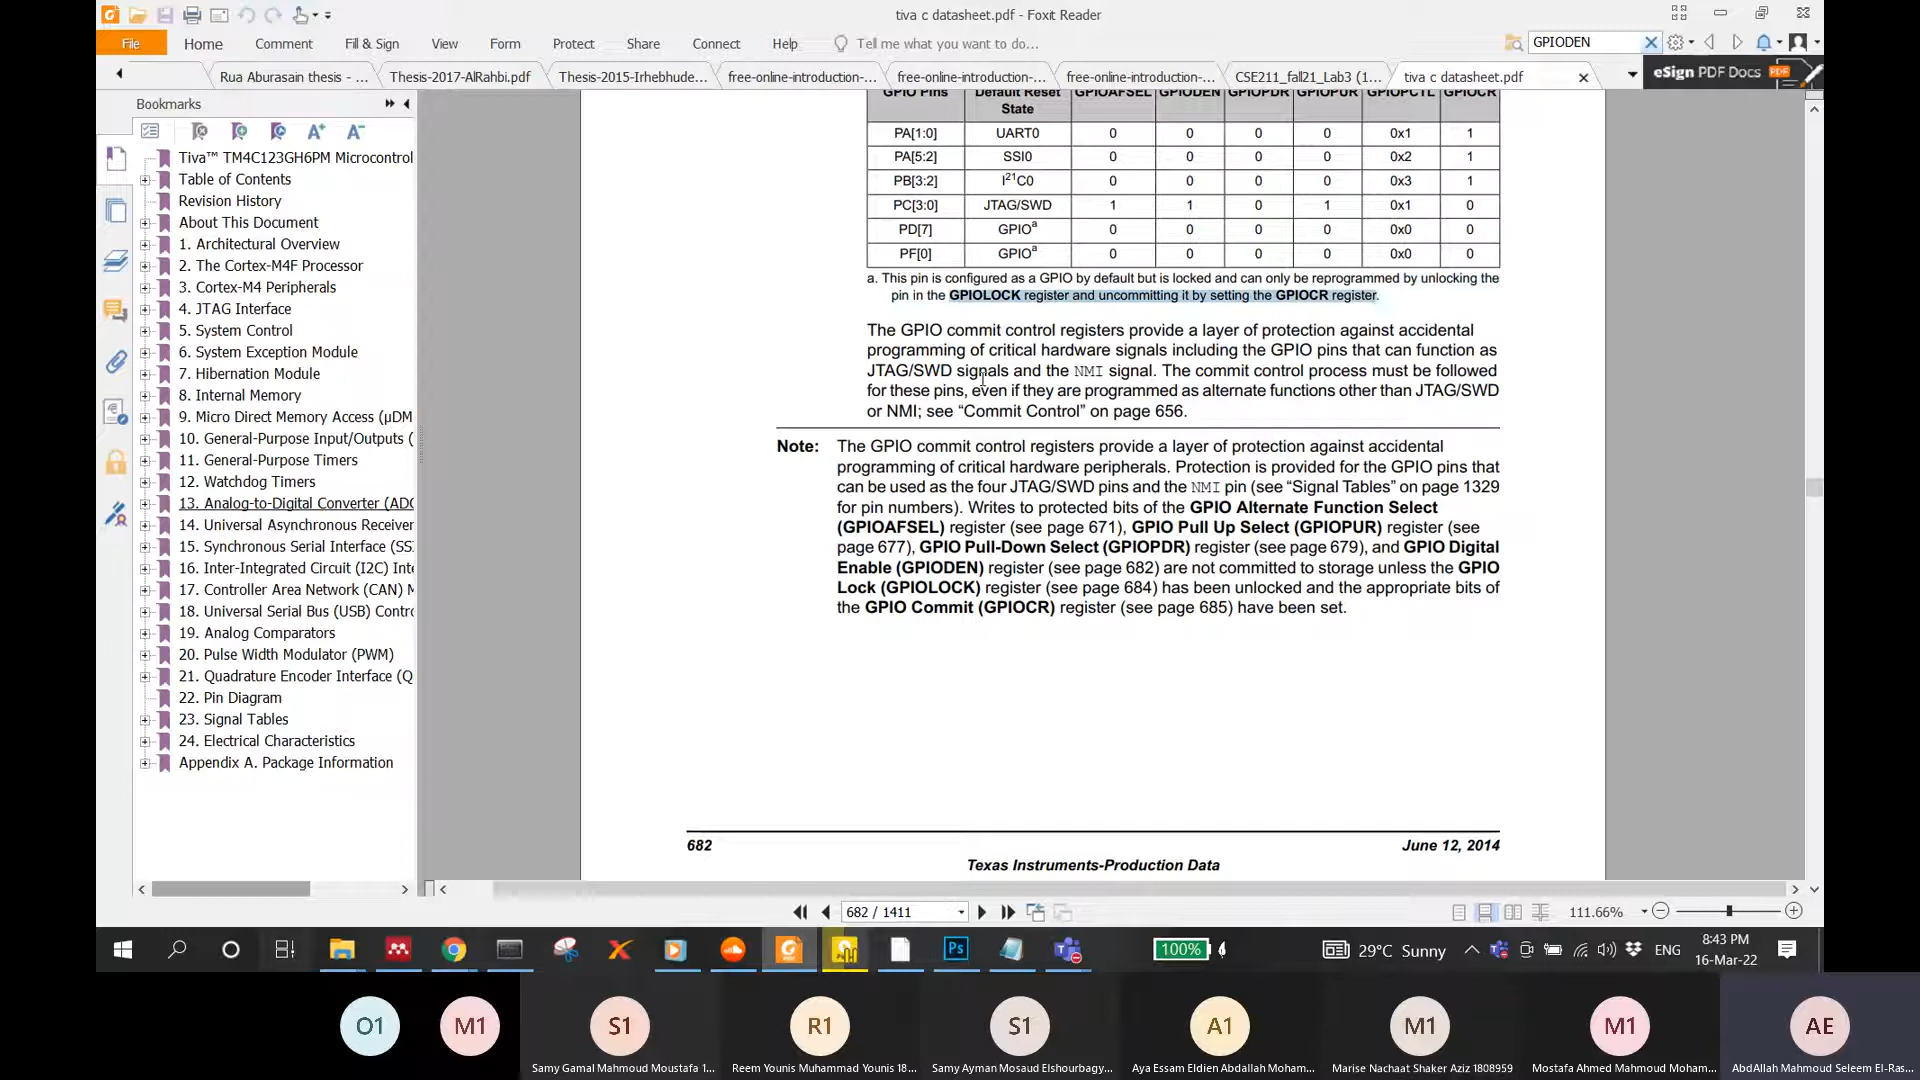 tiva c datasheet.pdf - Foxit Reader
File Home Comment Fill & Sign View Form Protect Share Connect Help Tell me what you want to do... GPIODEN
Rua Aburasain thesis - ... Thesis-2017-AlRahbi.pdf Thesis-2015-Irhebhude... free-online-introduction-... free-online-introduction-... free-online-introduction-... CSE211_fall21_Lab3 (1... tiva c datasheet.pdf eSign PDF Docs PDF
Bookmarks
Tiva™ TM4C123GH6PM Microcontrol
Table of Contents
Revision History
About This Document
1. Architectural Overview
2. The Cortex-M4F Processor
3. Cortex-M4 Peripherals
4. JTAG Interface
5. System Control
6. System Exception Module
7. Hibernation Module
8. Internal Memory
9. Micro Direct Memory Access (µDM
10. General-Purpose Input/Outputs (
11. General-Purpose Timers
12. Watchdog Timers
13. Analog-to-Digital Converter (ADC
14. Universal Asynchronous Receiver
15. Synchronous Serial Interface (SS
16. Inter-Integrated Circuit (I2C) Inte
17. Controller Area Network (CAN) M
18. Universal Serial Bus (USB) Contro
19. Analog Comparators
20. Pulse Width Modulator (PWM)
21. Quadrature Encoder Interface (Q
22. Pin Diagram
23. Signal Tables
24. Electrical Characteristics
Appendix A. Package Information
GPIO Pins Default Reset State GPIOAFSEL GPIODEN GPIOPDR GPIOPUR GPIOPCTL GPIOCR
PA[1:0] UART0 0 0 0 0 0x1 1
PA[5:2] SSI0 0 0 0 0 0x2 1
PB[3:2] I21C0 0 0 0 0 0x3 1
PC[3:0] JTAG/SWD 1 1 0 1 0x1 0
PD[7] GPIOa 0 0 0 0 0x0 0
PF[0] GPIOa 0 0 0 0 0x0 0
a. This pin is configured as a GPIO by default but is locked and can only be reprogrammed by unlocking the
pin in the GPIOLOCK register and uncommitting it by setting the GPIOCR register.
The GPIO commit control registers provide a layer of protection against accidental
programming of critical hardware signals including the GPIO pins that can function as
JTAG/SWD signals and the NMI signal. The commit control process must be followed
for these pins, even if they are programmed as alternate functions other than JTAG/SWD
or NMI; see “Commit Control” on page 656.
Note: The GPIO commit control registers provide a layer of protection against accidental
programming of critical hardware peripherals. Protection is provided for the GPIO pins that
can be used as the four JTAG/SWD pins and the NMI pin (see “Signal Tables” on page 1329
for pin numbers). Writes to protected bits of the GPIO Alternate Function Select
(GPIOAFSEL) register (see page 671), GPIO Pull Up Select (GPIOPUR) register (see
page 677), GPIO Pull-Down Select (GPIOPDR) register (see page 679), and GPIO Digital
Enable (GPIODEN) register (see page 682) are not committed to storage unless the GPIO
Lock (GPIOLOCK) register (see page 684) has been unlocked and the appropriate bits of
the GPIO Commit (GPIOCR) register (see page 685) have been set.
682 June 12, 2014
Texas Instruments-Production Data
682 / 1411 111.66%
100% 29°C Sunny ENG 8:43 PM
16-Mar-22
O1 M1 S1 R1 S1 A1 M1 M1 AE
Samy Gamal Mahmoud Moustafa 1... Reem Younis Muhammad Younis 18... Samy Ayman Mosaud Elshourbagy... Aya Essam Eldien Abdallah Moham... Marise Nachaat Shaker Aziz 1808959 Mostafa Ahmed Mahmoud Moham... AbdAllah Mahmoud Seleem El-Ras...